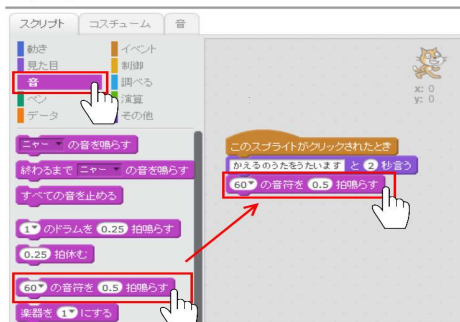 スクリプト コスチューム 音
動き イベント
見た目 制御
音 調べる
ペン 演算
データ その他
x: 0
y: 0
ニャー の音を鳴らす
終わるまで ニャー の音を鳴らす
すべての音を止める
1 のドラムを 0.25 拍鳴らす
0.25 拍休む
60 の音符を 0.5 拍鳴らす
楽器を 1 にする
このスプライトがクリックされたとき
かえるのうたをうたいます と 2 秒言う
60 の音符を 0.5 拍鳴らす